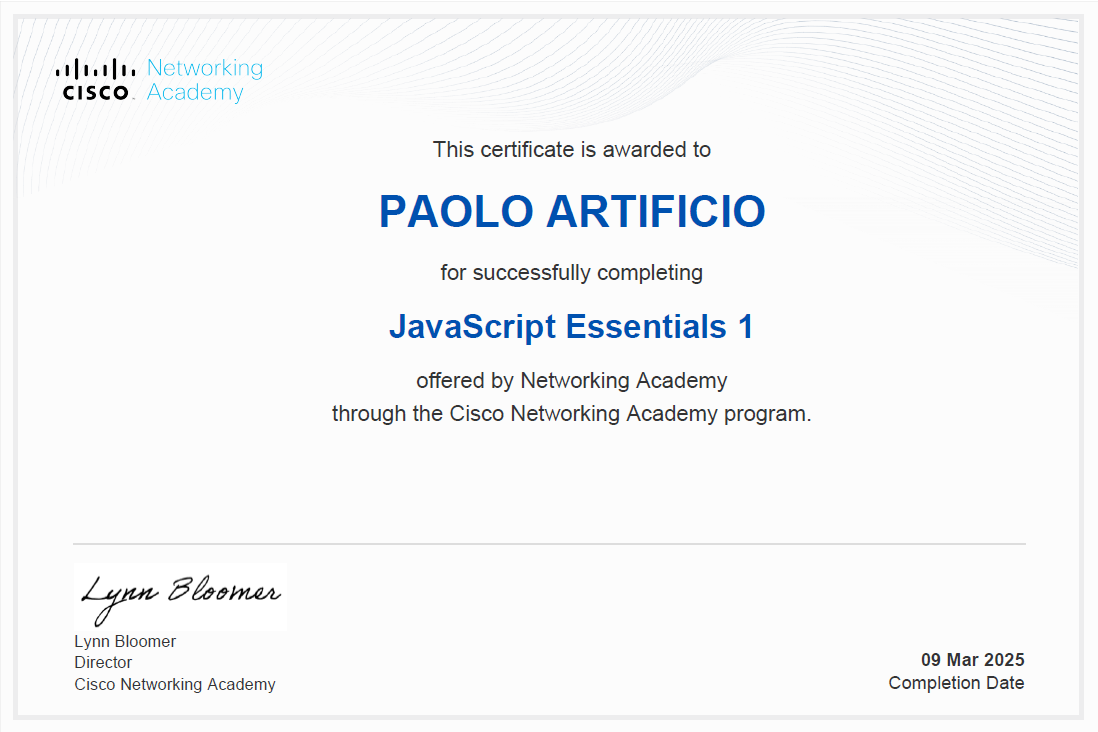 Networking
CISCO Academy
This certificate is awarded to
PAOLO ARTIFICIO
for successfully completing
JavaScript Essentials 1
offered by Networking Academy
through the Cisco Networking Academy program.
Lynn Bloomer
Lynn Bloomer
Director
Cisco Networking Academy
09 Mar 2025
Completion Date